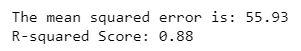 The mean squared error is: 55.93
R-squared Score: 0.88